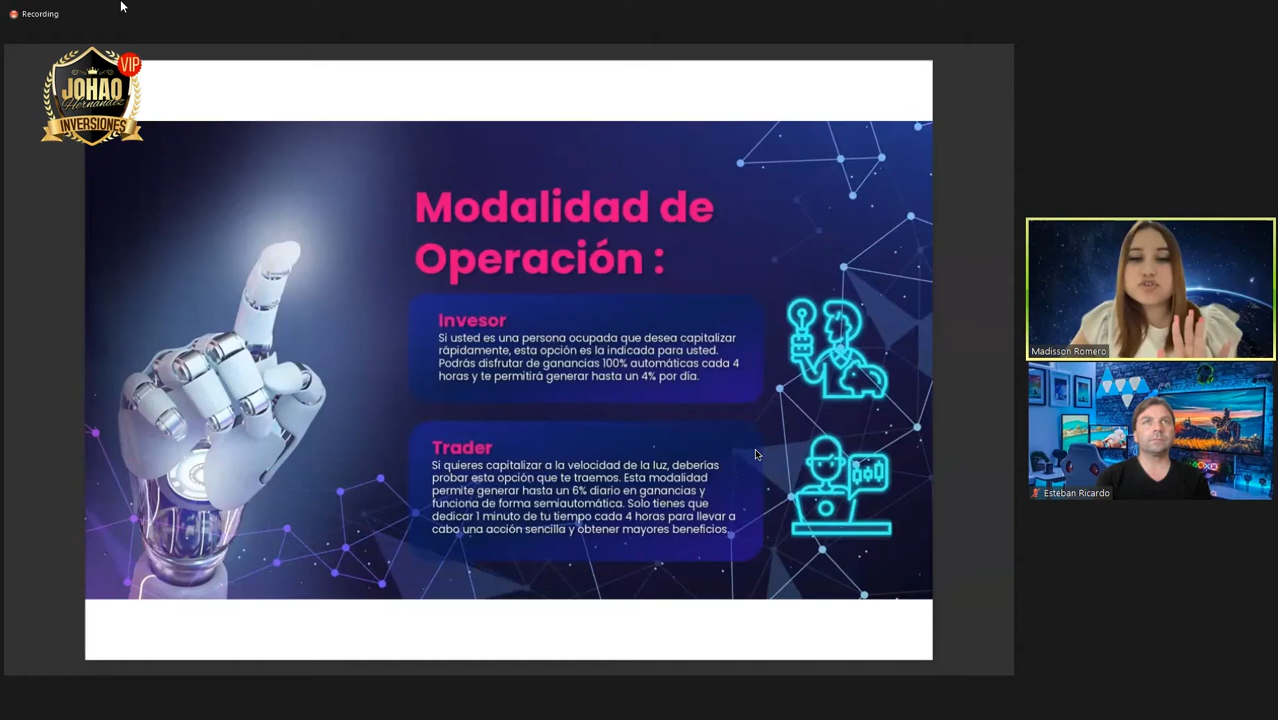 Recording
VIP
JOHAO
Hernandez
INVERSIONES
Modalidad de
Operación :
Invesor
Si usted es una persona ocupada que desea capitalizar
rápidamente, esta opción es la indicada para usted.
Podrás disfrutar de ganancias 100% automáticas cada 4
horas y te permitirá generar hasta un 4% por día.
Trader
Si quieres capitalizar a la velocidad de la luz, deberías
probar esta opción que te traemos. Esta modalidad
permite generar hasta un 6% diario en ganancias y
funciona de forma semiautomática. Solo tienes que
dedicar 1 minuto de tu tiempo cada 4 horas para llevar a
cabo una acción sencilla y obtener mayores beneficios.
Madisson Romero
Esteban Ricardo